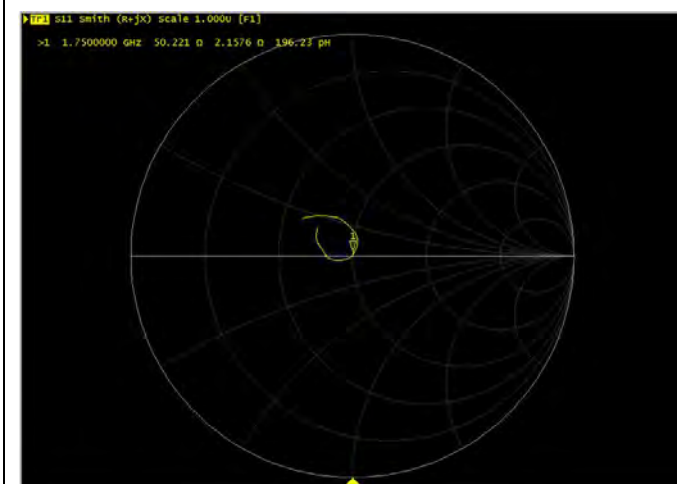 Tr1 S11 Smith (R+jX) Scale 1.000U [F1]
>1 1.7500000 GHz 50.221 Ω 2.1576 Ω 196.23 pH
1